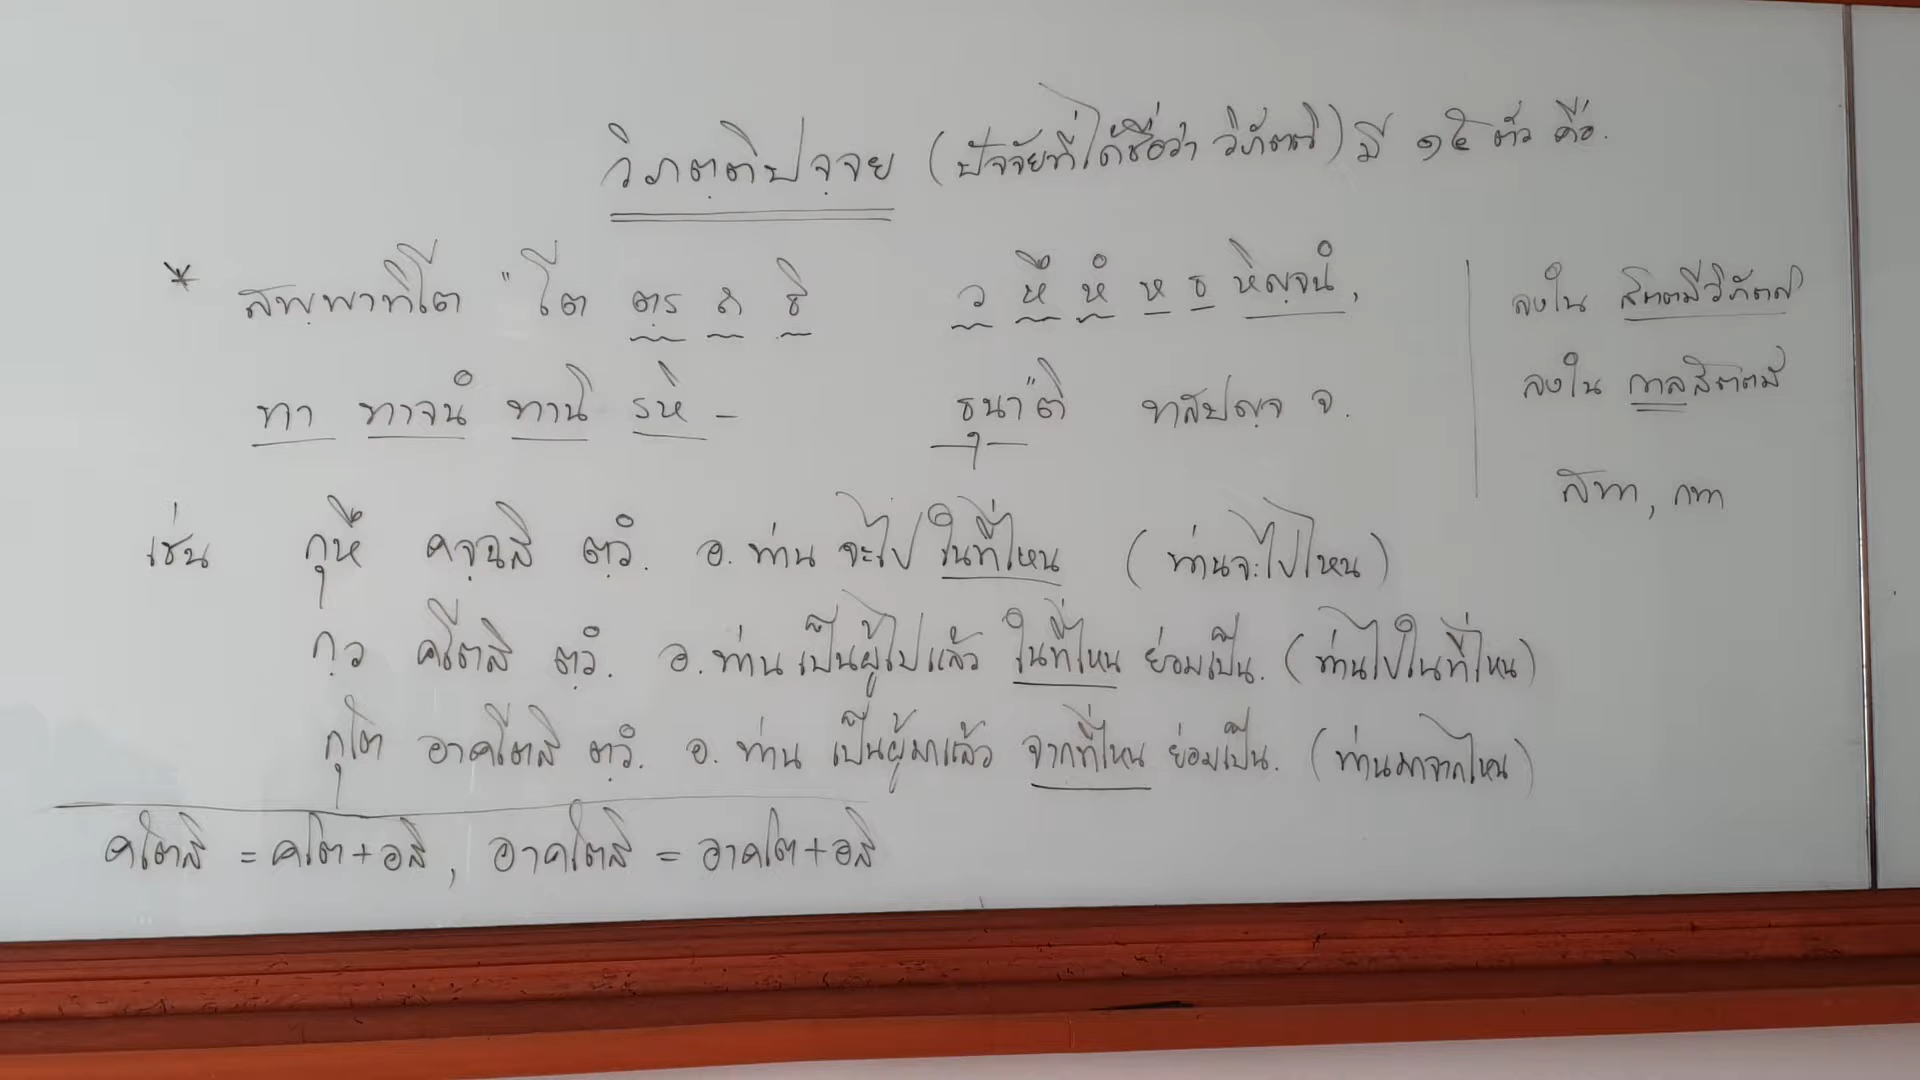 วิภตฺติปจฺจย (ปัจจัยที่ได้ชื่อว่า วิภัตติ) มี ๑๕ ตัว คือ.
* สพฺพาทิโต "โต ตฺร ถ ธิ ว หึ หํ ห ธ หิญฺจนํ,
ทา ทาจนํ ทานิ รหิ - ธุนา"ติ ทสปญฺจ จ.
ลงใน สัตตมีวิภัตติ
ลงใน กาลสัตตมี
สทา, กทา
เช่น กุหึ คจฺฉสิ ตฺวํ. อ. ท่าน จะไป ในที่ไหน (ท่านจะไปไหน)
กฺว คโตสิ ตฺวํ. อ. ท่าน เป็นผู้ไปแล้ว ในที่ไหน ย่อมเป็น. (ท่านไปในที่ไหน)
กุโต อาคโตสิ ตฺวํ. อ. ท่าน เป็นผู้มาแล้ว จากที่ไหน ย่อมเป็น. (ท่านมาจากไหน)
คโตสิ = คโต+อสิ, อาคโตสิ = อาคโต+อสิ